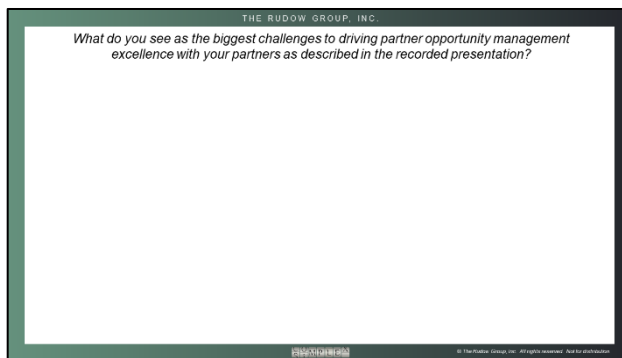 THE RUDOW GROUP, INC.
What do you see as the biggest challenges to driving partner opportunity management
excellence with your partners as described in the recorded presentation?
© The Rudow Group, Inc. All rights reserved. Not for distribution